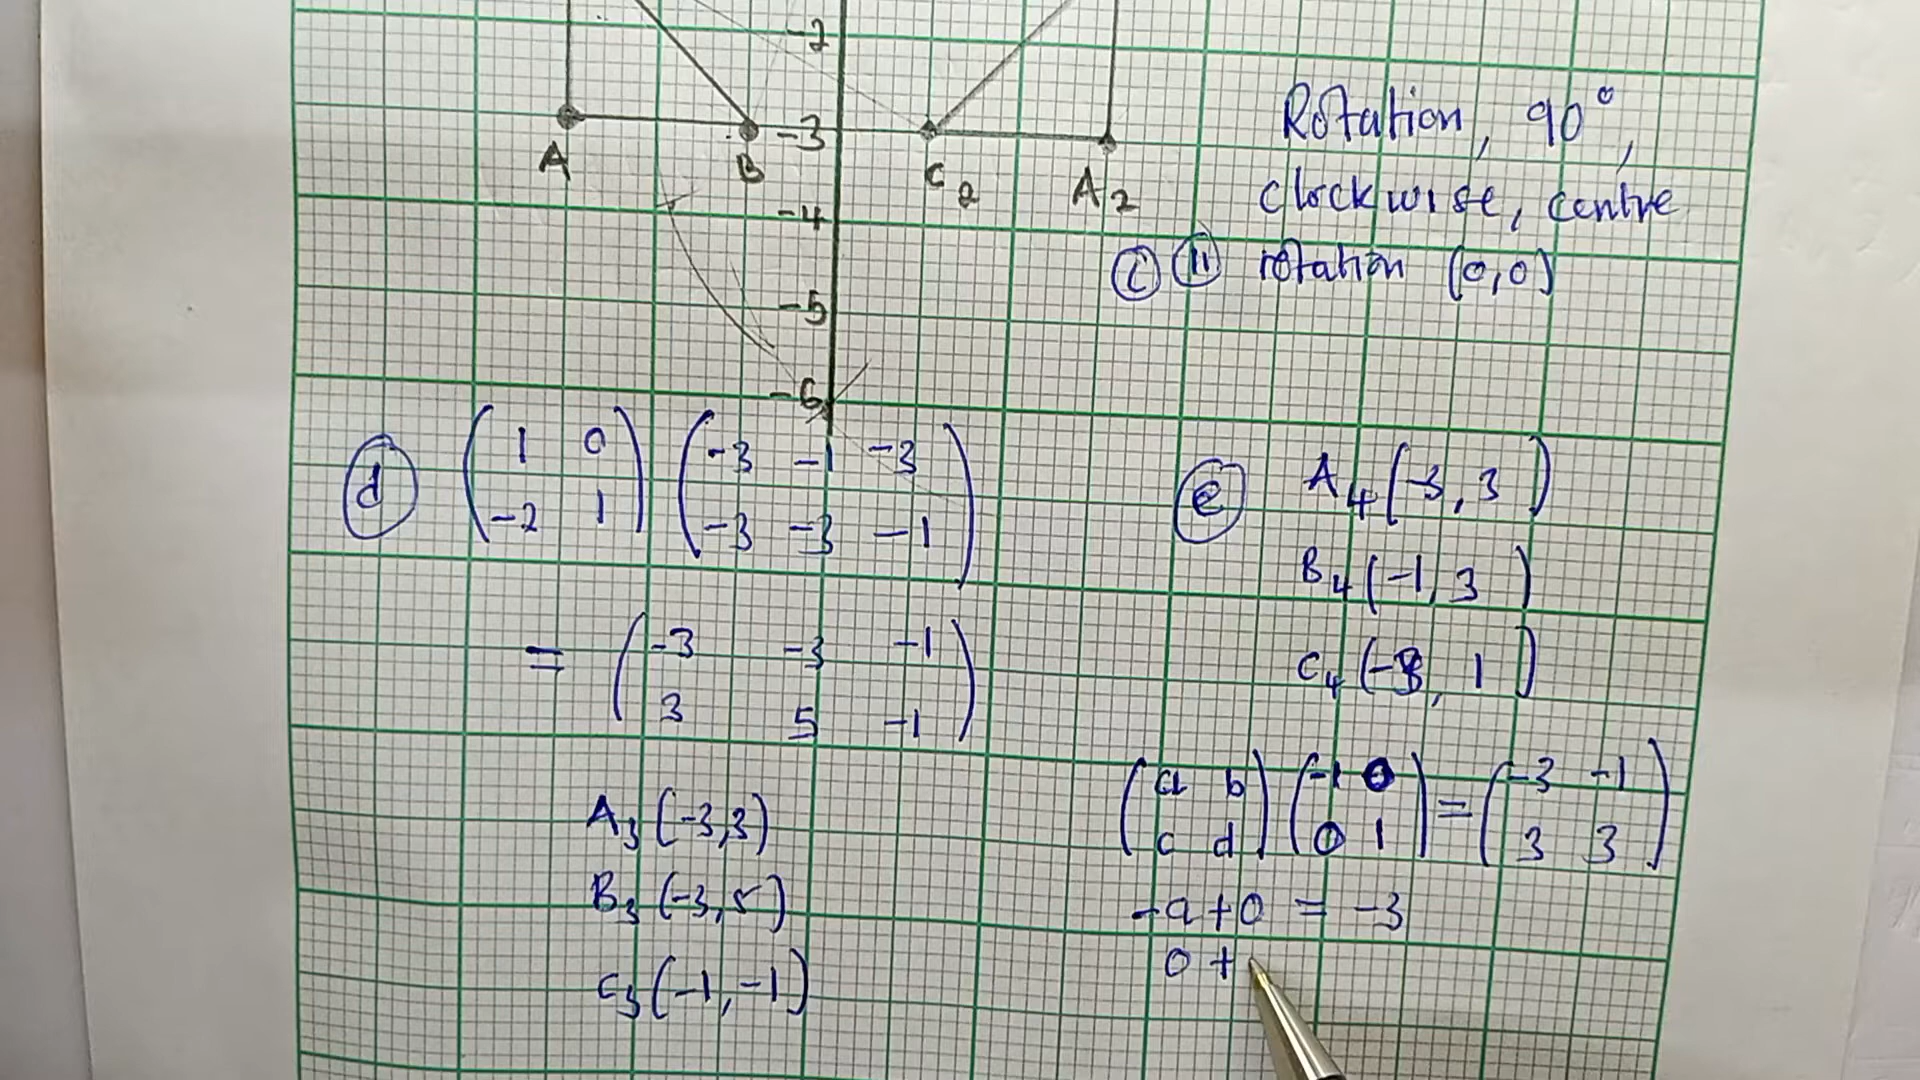 -2
-3
A B C2 A2
-4
-5
-6
Rotation, 90°,
clockwise, centre
(c) (ii) rotation (0,0)
(d) (1 0 -2 1) (-3 -1 -3 -3 -3 -1)
= (-3 -3 -1 3 5 -1)
A3 (-3,3)
B3 (-3,5)
C3 (-1,-1)
(e) A4 (-3, 3)
B4 (-1, 3)
C4 (-3, 1)
(a b c d) (-1 0 0 1) = (-3 -1 3 3)
-a + 0 = -3
0 +